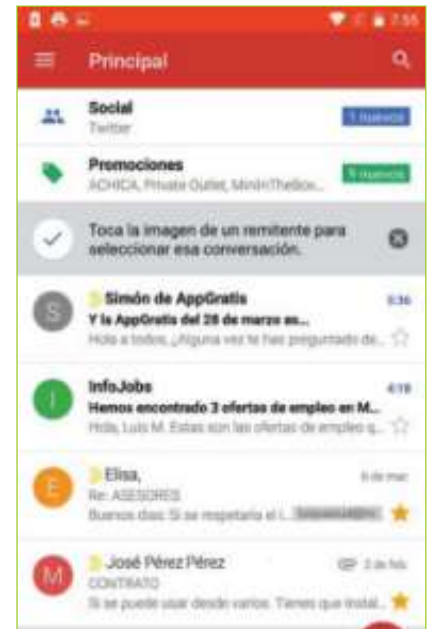 7:55
Principal
Social
1 nuevos
Twitter
Promociones
9 nuevos
ACHICA, Private Outlet, MiniInTheBox...
Toca la imagen de un remitente para
seleccionar esa conversación.
S
Simón de AppGratis
5:36
Y la AppGratis del 28 de marzo es...
Hola a todos, ¿Alguna vez te has preguntado de...
I
InfoJobs
4:18
Hemos encontrado 3 ofertas de empleo en M...
Hola, Luis M. Estas son las ofertas de empleo q...
E
Elisa,
6 de mar.
Re: ASESORES
Buenos días: Si se respetaría el i...
M
José Pérez Pérez
2 de feb.
CONTRATO
Si se puede usar desde varios. Tienes que instal...